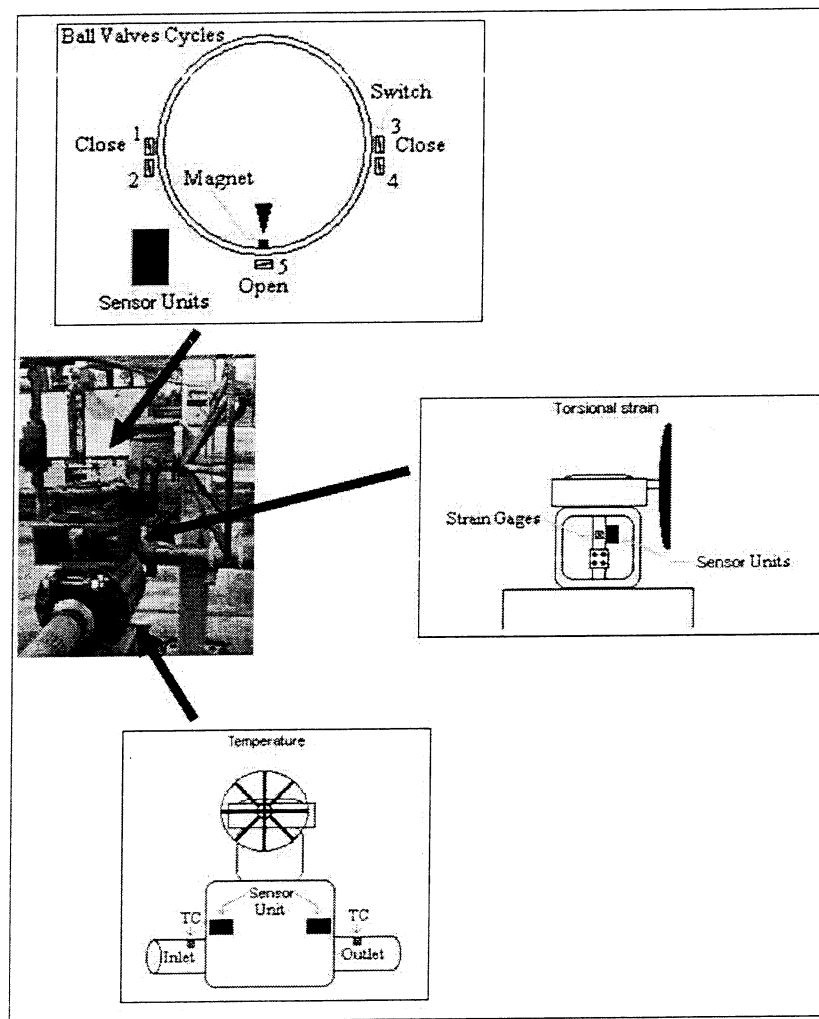 Ball Valves Cycles
Switch
1
3
Close
Close
2
4
Magnet
5
Open
Sensor Units
Torsional strain
Strain Gages
Sensor Units
Temperature
Sensor
Unit
TC
TC
Inlet
Outlet